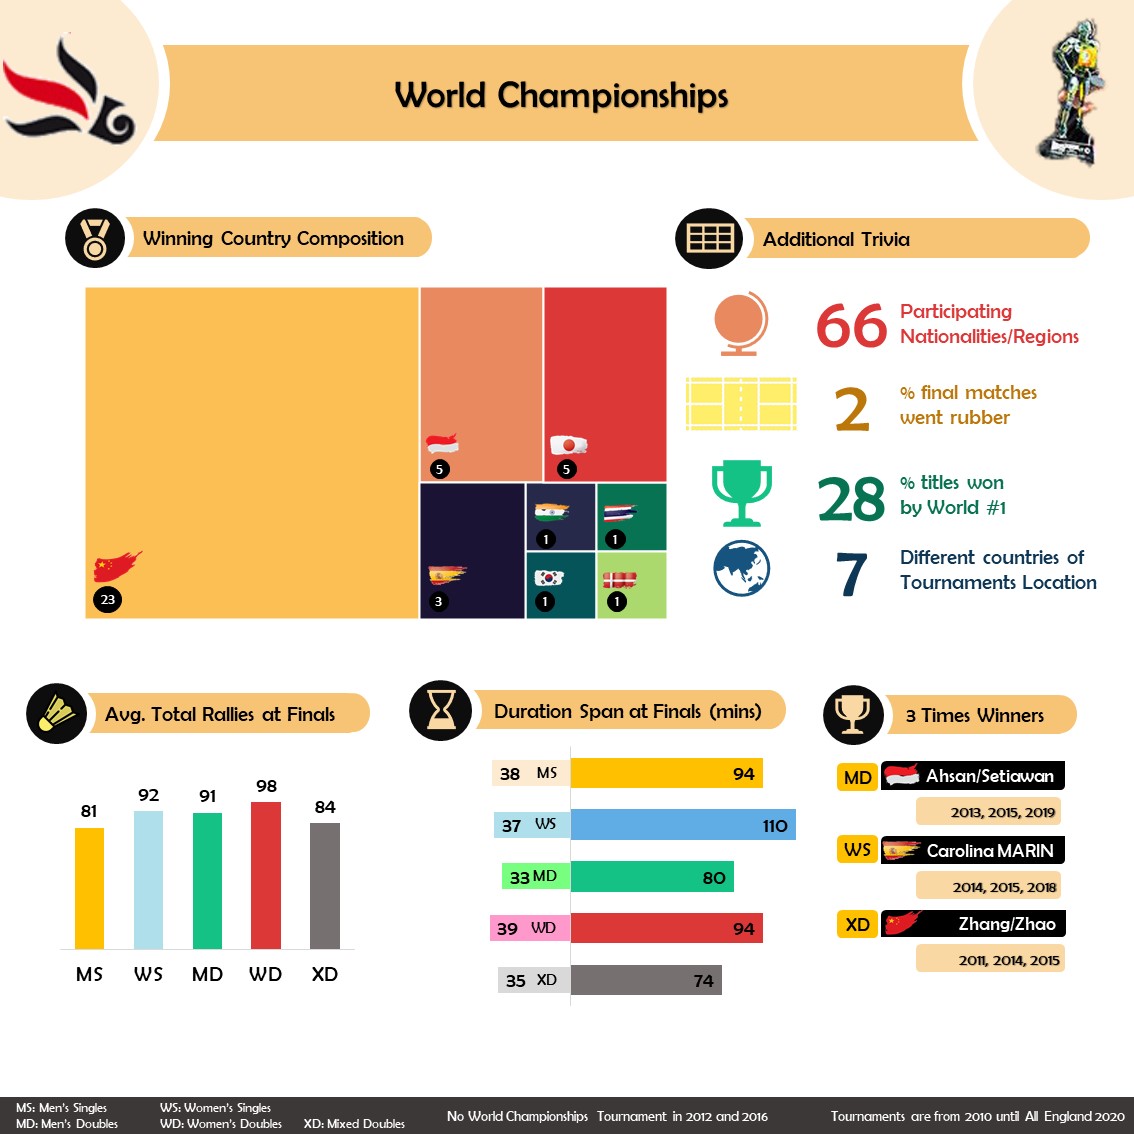 World Championships
Winning Country Composition
23
5
5
3
1
1
1
1
Additional Trivia
66
Participating
Nationalities/Regions
2
% final matches
went rubber
28
% titles won
by World #1
7
Different countries of
Tournaments Location
Avg. Total Rallies at Finals
81
92
91
98
84
MS WS MD WD XD
Duration Span at Finals (mins)
38 MS 94
37 WS 110
33 MD 80
39 WD 94
35 XD 74
3 Times Winners
MD Ahsan/Setiawan
2013, 2015, 2019
WS Carolina MARIN
2014, 2015, 2018
XD Zhang/Zhao
2011, 2014, 2015
MS: Men's Singles WS: Women's Singles
MD: Men's Doubles WD: Women's Doubles XD: Mixed Doubles
No World Championships Tournament in 2012 and 2016
Tournaments are from 2010 until All England 2020